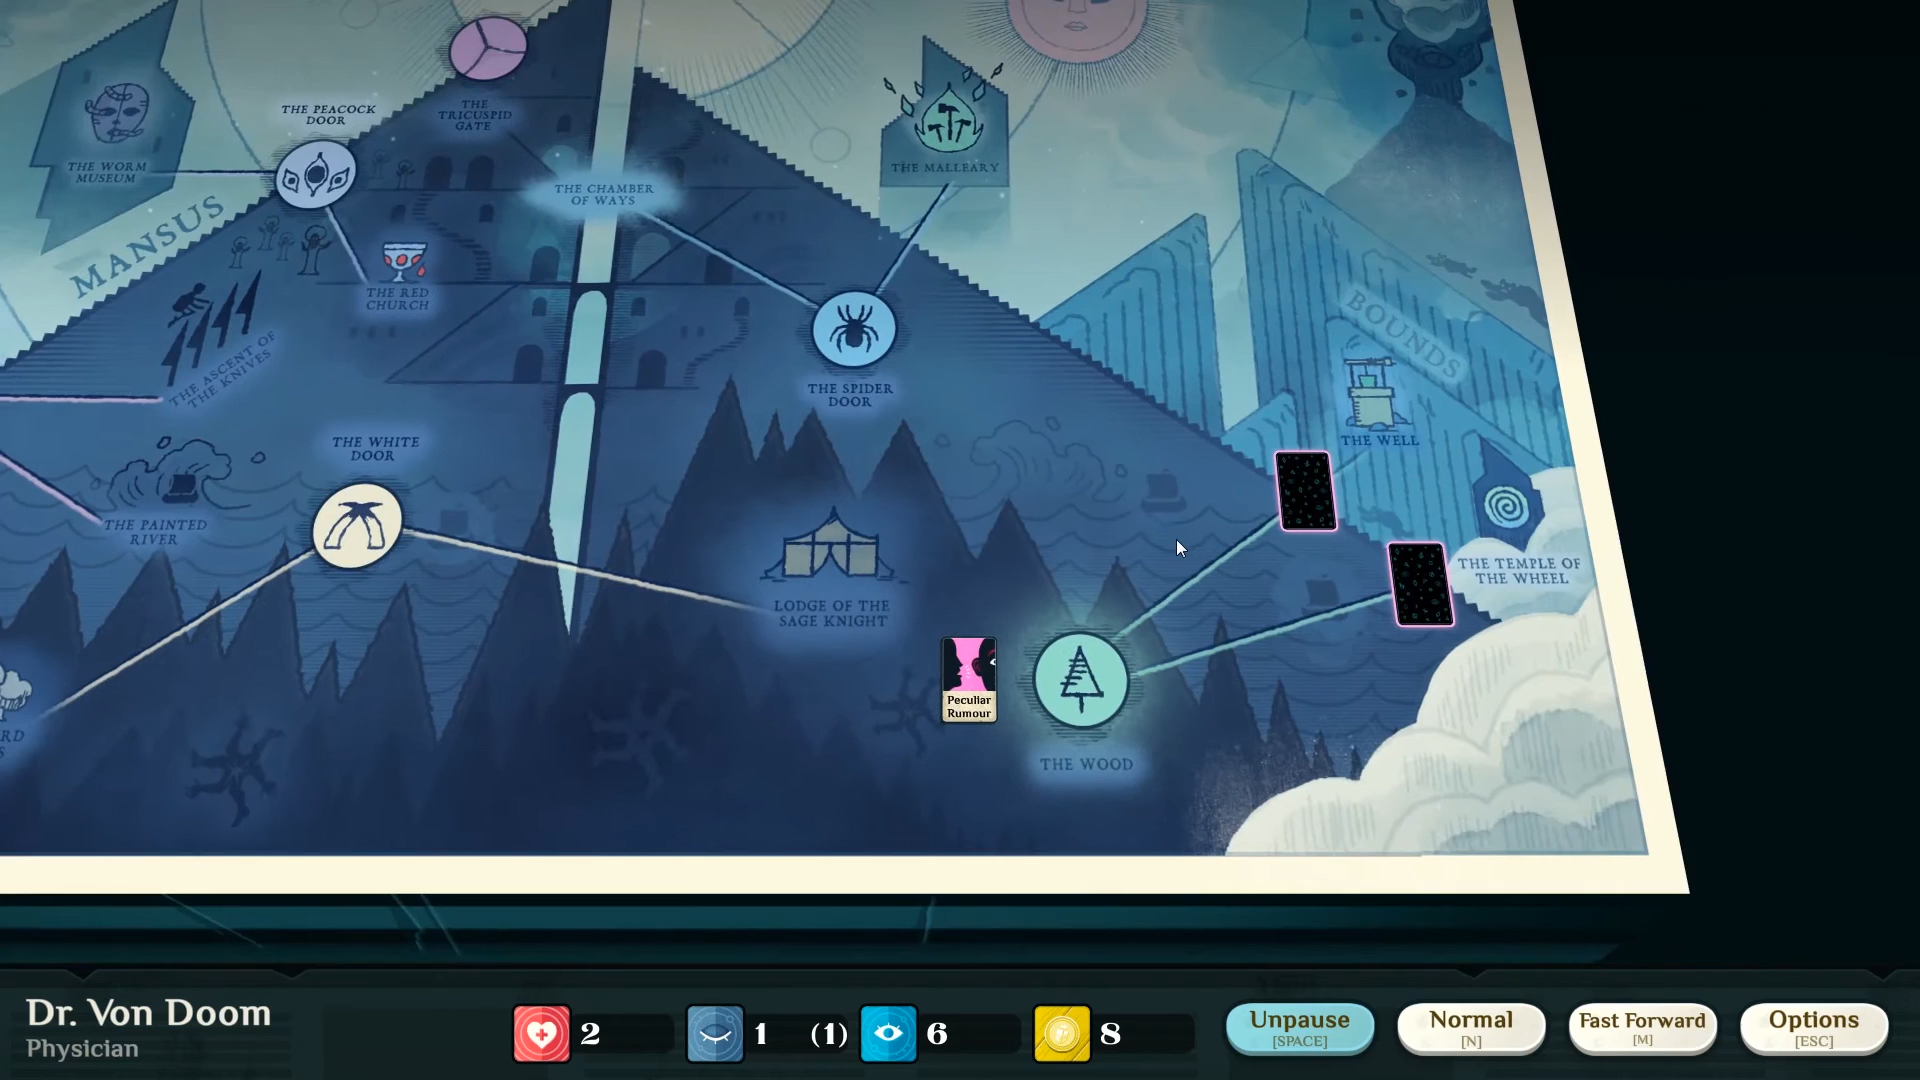 THE PEACOCK
DOOR
THE
TRICUSPID
GATE
THE WORM
MUSEUM
THE CHAMBER
OF WAYS
THE MALLEARY
MANSUS
THE RED
CHURCH
BOUNDS
THE ASCENT OF
THE KNIVES
THE SPIDER
DOOR
THE WELL
THE WHITE
DOOR
THE PAINTED
RIVER
THE TEMPLE OF
THE WHEEL
LODGE OF THE
SAGE KNIGHT
Peculiar
Rumour
THE WOOD
Dr. Von Doom
Physician
2
1 (1)
6
8
Unpause
[SPACE]
Normal
[N]
Fast Forward
[M]
Options
[ESC]